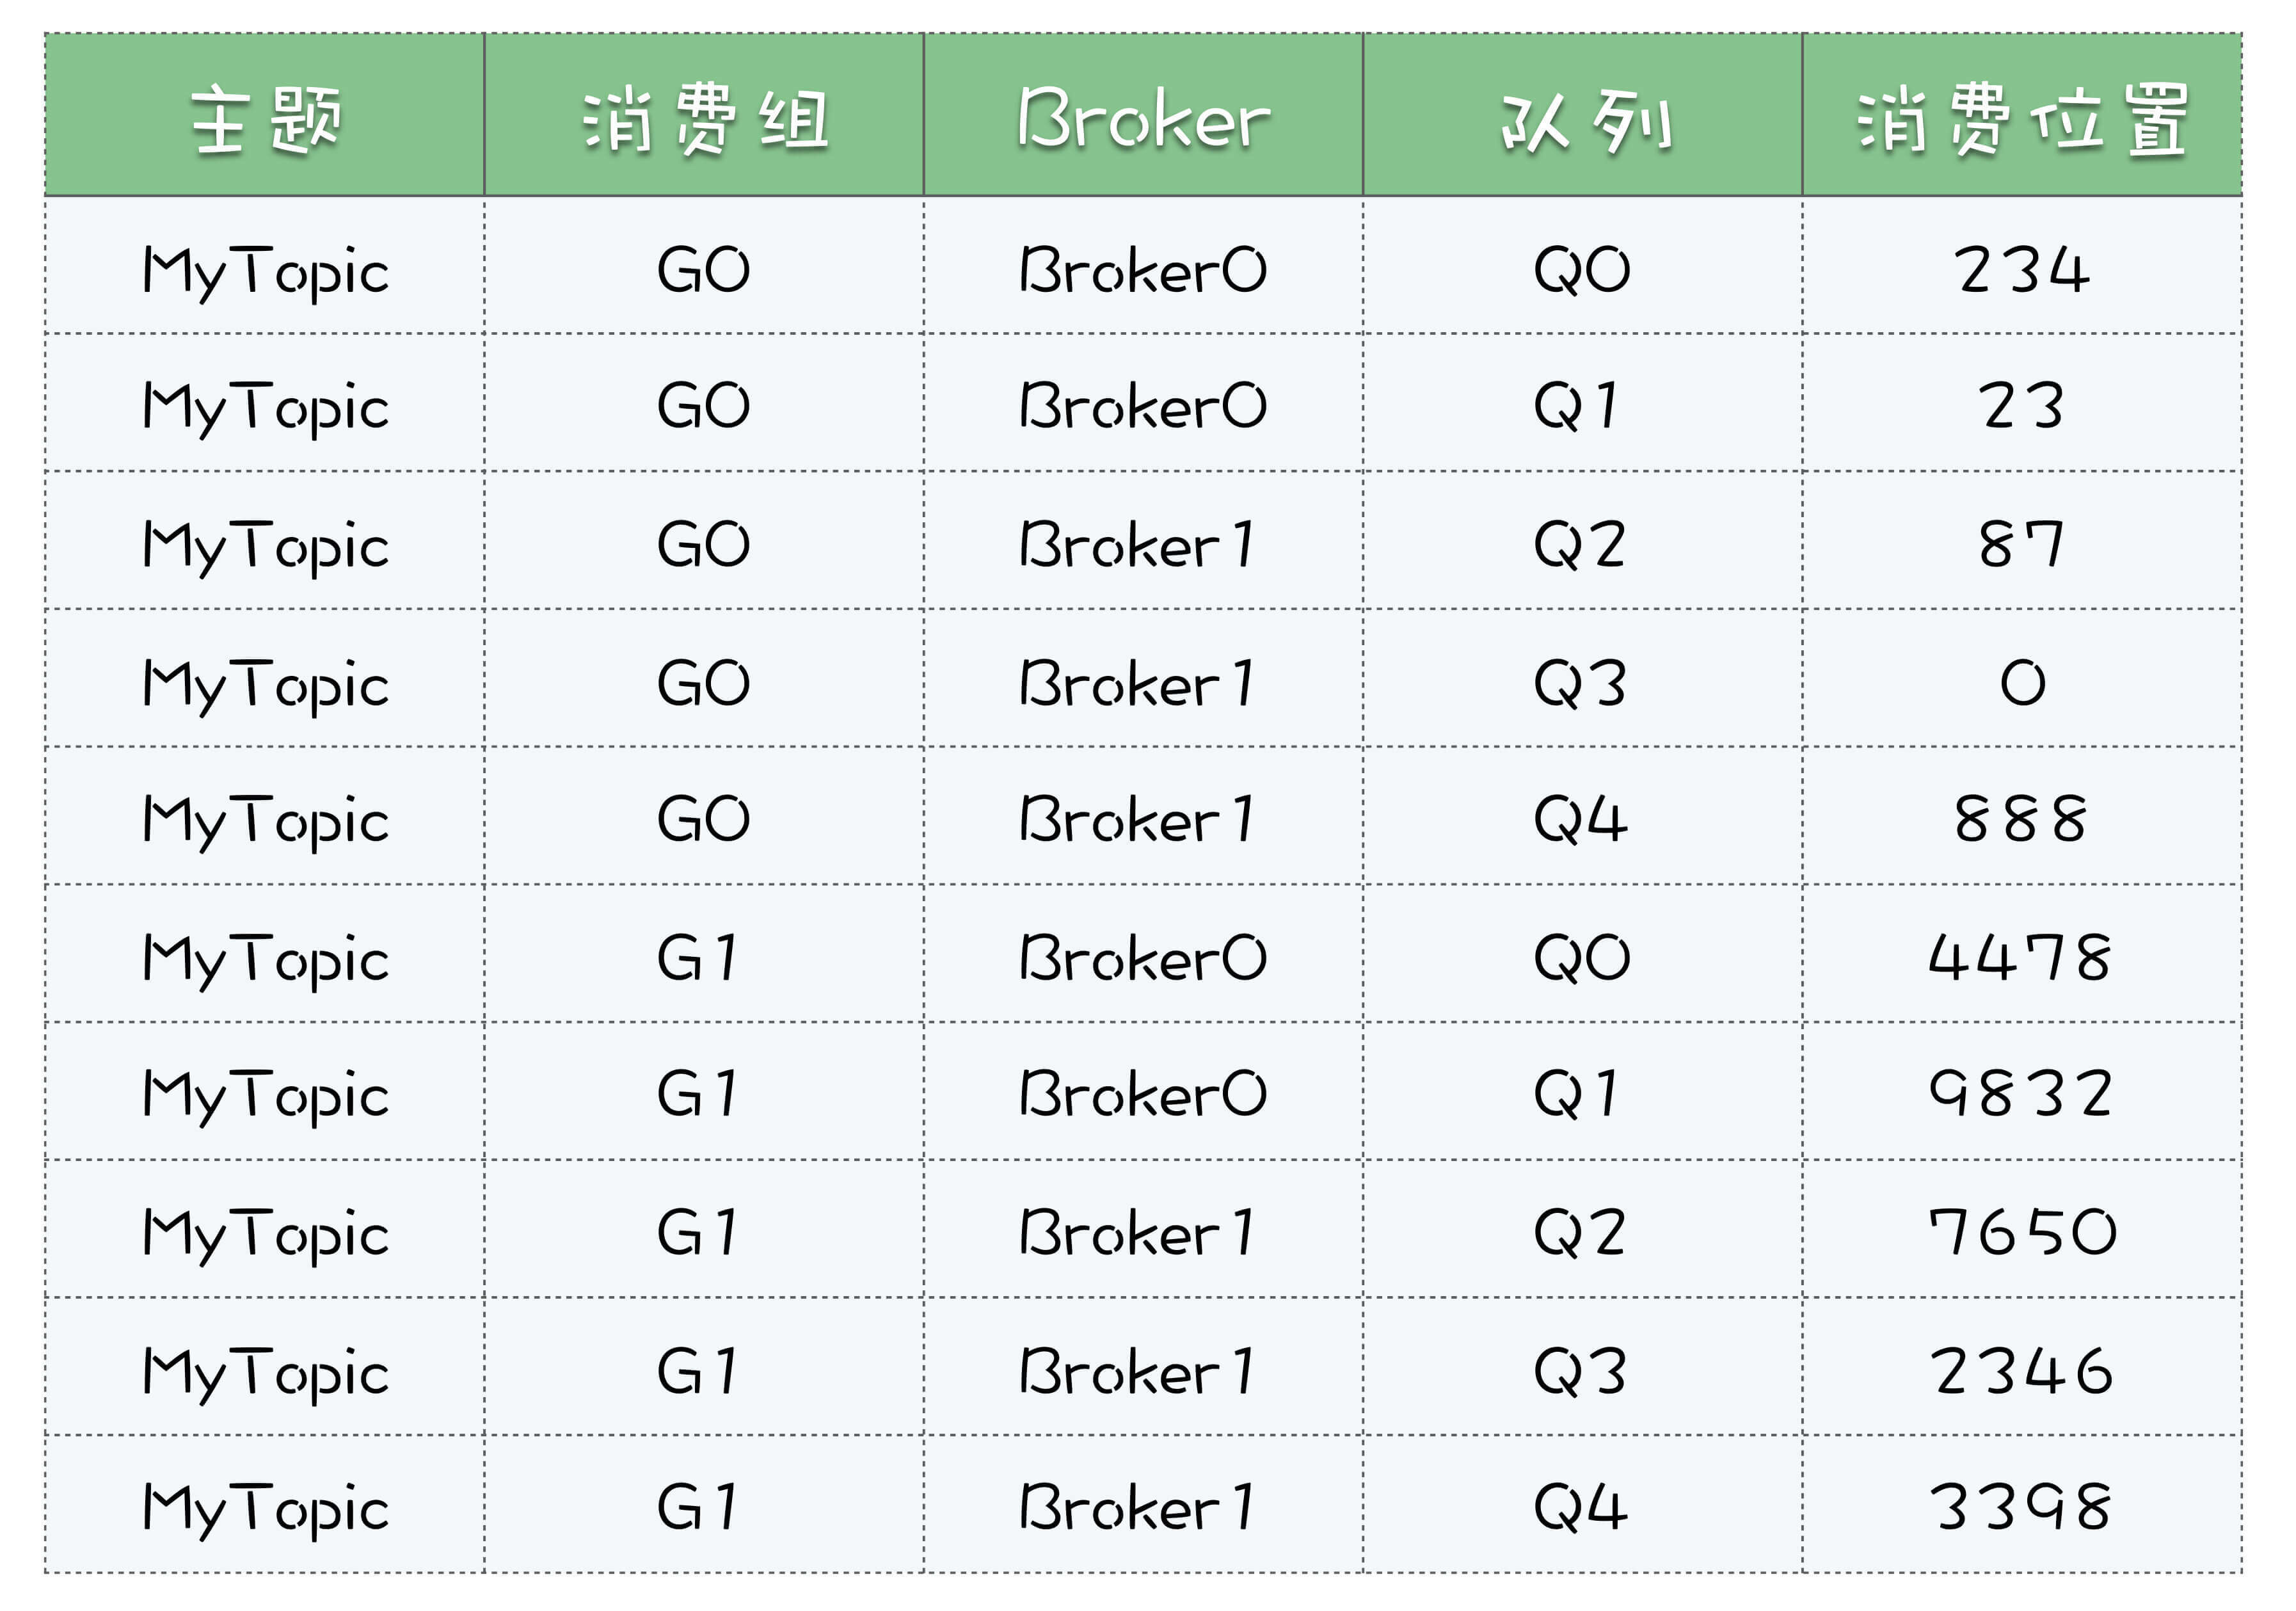 主题 消费组 Broker 队列 消费位置
MyTopic G0 Broker0 Q0 234
MyTopic G0 Broker0 Q1 23
MyTopic G0 Broker1 Q2 87
MyTopic G0 Broker1 Q3 0
MyTopic G0 Broker1 Q4 888
MyTopic G1 Broker0 Q0 4478
MyTopic G1 Broker0 Q1 9832
MyTopic G1 Broker1 Q2 7650
MyTopic G1 Broker1 Q3 2346
MyTopic G1 Broker1 Q4 3398